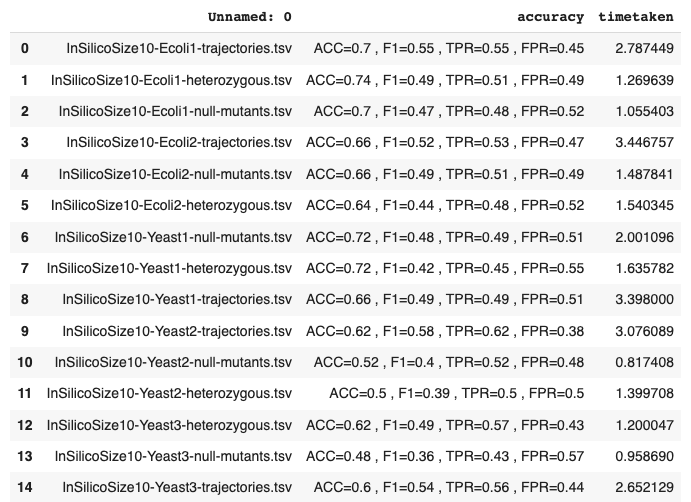 Unnamed: 0 accuracy timetaken
0 InSilicoSize10-Ecoli1-trajectories.tsv ACC=0.7 , F1=0.55 , TPR=0.55 , FPR=0.45 2.787449
1 InSilicoSize10-Ecoli1-heterozygous.tsv ACC=0.74 , F1=0.49 , TPR=0.51 , FPR=0.49 1.269639
2 InSilicoSize10-Ecoli1-null-mutants.tsv ACC=0.7 , F1=0.47 , TPR=0.48 , FPR=0.52 1.055403
3 InSilicoSize10-Ecoli2-trajectories.tsv ACC=0.66 , F1=0.52 , TPR=0.53 , FPR=0.47 3.446757
4 InSilicoSize10-Ecoli2-null-mutants.tsv ACC=0.66 , F1=0.49 , TPR=0.51 , FPR=0.49 1.487841
5 InSilicoSize10-Ecoli2-heterozygous.tsv ACC=0.64 , F1=0.44 , TPR=0.48 , FPR=0.52 1.540345
6 InSilicoSize10-Yeast1-null-mutants.tsv ACC=0.72 , F1=0.48 , TPR=0.49 , FPR=0.51 2.001096
7 InSilicoSize10-Yeast1-heterozygous.tsv ACC=0.72 , F1=0.42 , TPR=0.45 , FPR=0.55 1.635782
8 InSilicoSize10-Yeast1-trajectories.tsv ACC=0.66 , F1=0.49 , TPR=0.49 , FPR=0.51 3.398000
9 InSilicoSize10-Yeast2-trajectories.tsv ACC=0.62 , F1=0.58 , TPR=0.62 , FPR=0.38 3.076089
10 InSilicoSize10-Yeast2-null-mutants.tsv ACC=0.52 , F1=0.4 , TPR=0.52 , FPR=0.48 0.817408
11 InSilicoSize10-Yeast2-heterozygous.tsv ACC=0.5 , F1=0.39 , TPR=0.5 , FPR=0.5 1.399708
12 InSilicoSize10-Yeast3-heterozygous.tsv ACC=0.62 , F1=0.49 , TPR=0.57 , FPR=0.43 1.200047
13 InSilicoSize10-Yeast3-null-mutants.tsv ACC=0.48 , F1=0.36 , TPR=0.43 , FPR=0.57 0.958690
14 InSilicoSize10-Yeast3-trajectories.tsv ACC=0.6 , F1=0.54 , TPR=0.56 , FPR=0.44 2.652129